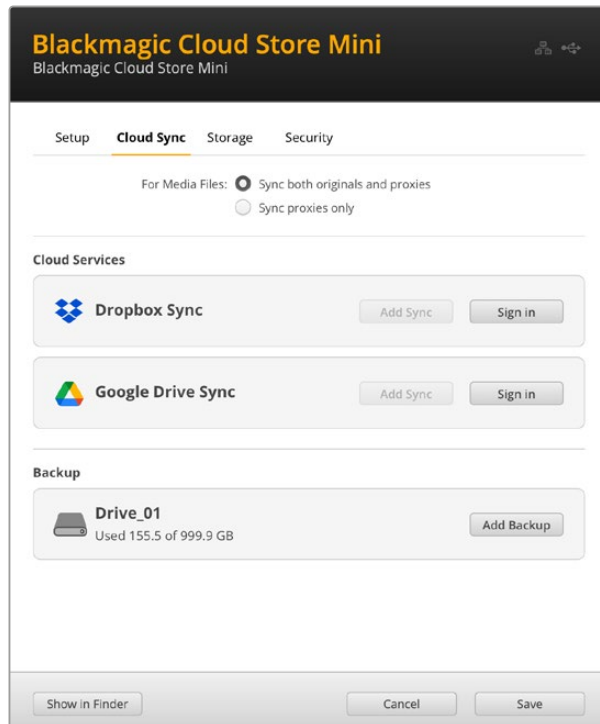 Blackmagic Cloud Store Mini
Blackmagic Cloud Store Mini
Setup Cloud Sync Storage Security
For Media Files: Sync both originals and proxies
Sync proxies only
Cloud Services
Dropbox Sync Add Sync Sign in
Google Drive Sync Add Sync Sign in
Backup
Drive_01
Used 155.5 of 999.9 GB Add Backup
Show in Finder Cancel Save